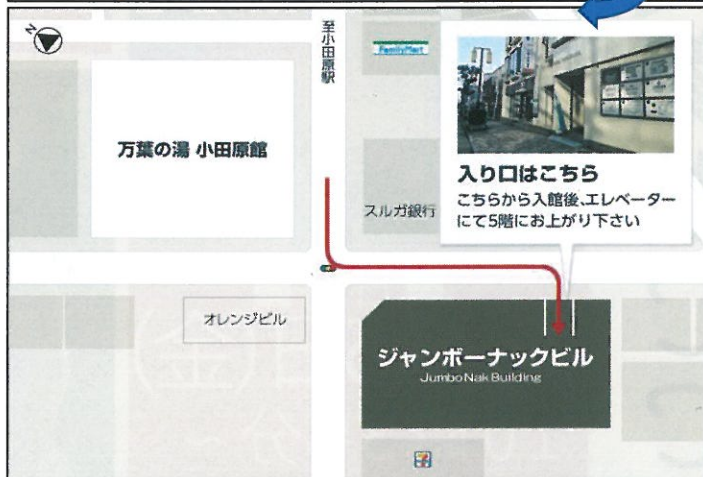 N
至小田原駅
FamilyMart
万葉の湯 小田原館
入り口はこちら
こちらから入館後、エレベーター
にて5階にお上がり下さい
スルガ銀行
オレンジビル
ジャンボーナックビル
JumboNak Building
7